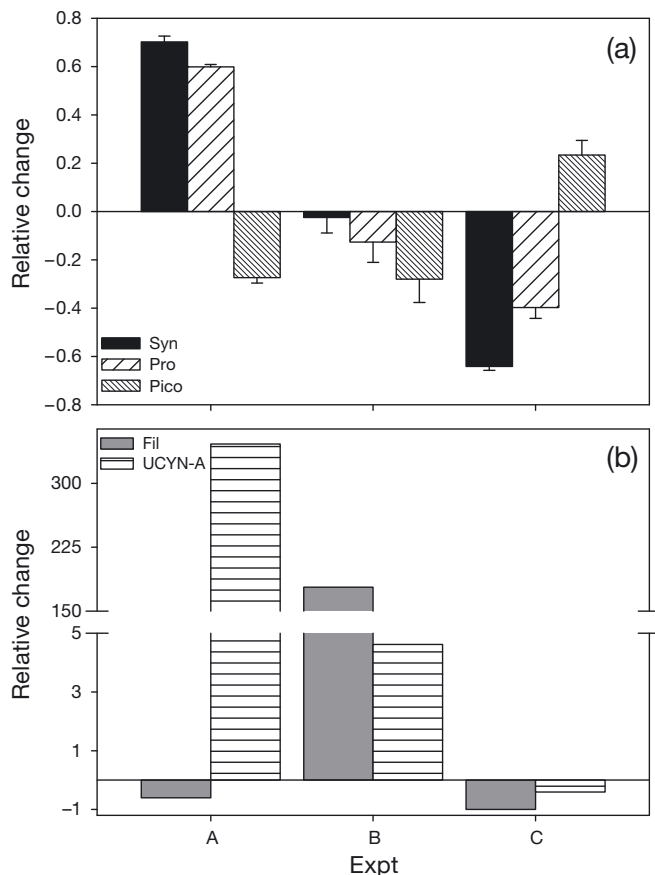 0.8
0.6
0.4
0.2
0.0
−0.2
−0.4
−0.6
−0.8
Relative change
(a)
Syn
Pro
Pico
Fil
UCYN-A
(b)
300
225
150
5
3
1
−1
Relative change
A B C
Expt